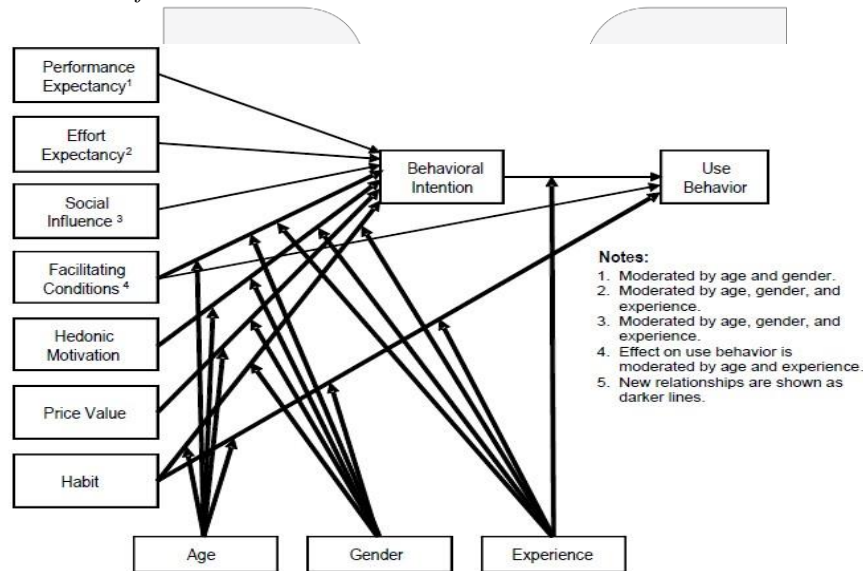 Performance
Expectancy¹
Effort
Expectancy²
Social
Influence ³
Facilitating
Conditions ⁴
Hedonic
Motivation
Price Value
Habit
Behavioral
Intention
Use
Behavior
Notes:
1. Moderated by age and gender.
2. Moderated by age, gender, and
experience.
3. Moderated by age, gender, and
experience.
4. Effect on use behavior is
moderated by age and experience.
5. New relationships are shown as
darker lines.
Age
Gender
Experience